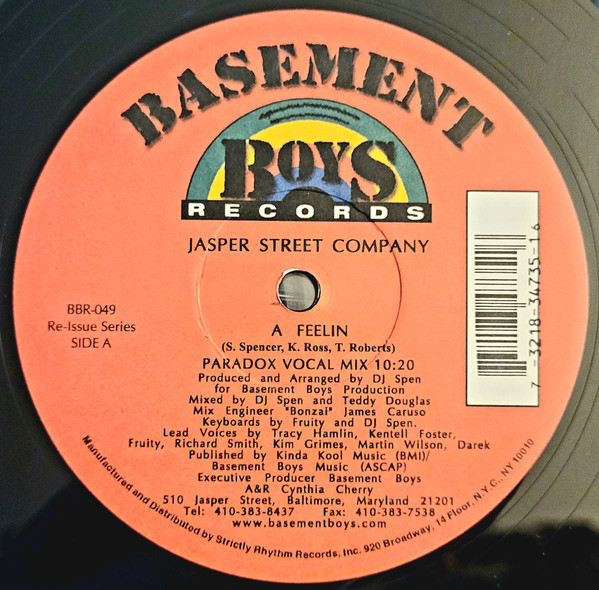 BASEMENT
BOYS
RECORDS
JASPER STREET COMPANY
BBR-049
Re-Issue Series
SIDE A
7 32184735-1 6
A FEELIN
(S. Spencer, K. Ross, T. Roberts)
PARADOX VOCAL MIX 10:20
Produced and Arranged by DJ Spen
for Basement Boys Production
Mixed by DJ Spen and Teddy Douglas
Mix Engineer "Bonzai" James Caruso
Keyboards by Fruity and DJ Spen.
Lead Voices by Tracy Hamlin, Kentell Foster,
Fruity, Richard Smith, Kim Grimes, Martin Wilson, Darek
Published by Kinda Kool Music (BMI)/
Basement Boys Music (ASCAP)
Executive Producer Basement Boys
A&R Cynthia Cherry
510 Jasper Street, Baltimore, Maryland 21201
Tel: 410-383-8437 Fax: 410-383-7538
www.basementboys.com
Manufactured and Distributed by Strictly Rhythm Records, Inc. 920 Broadway, 14 Floor, N.Y.C., NY 10010